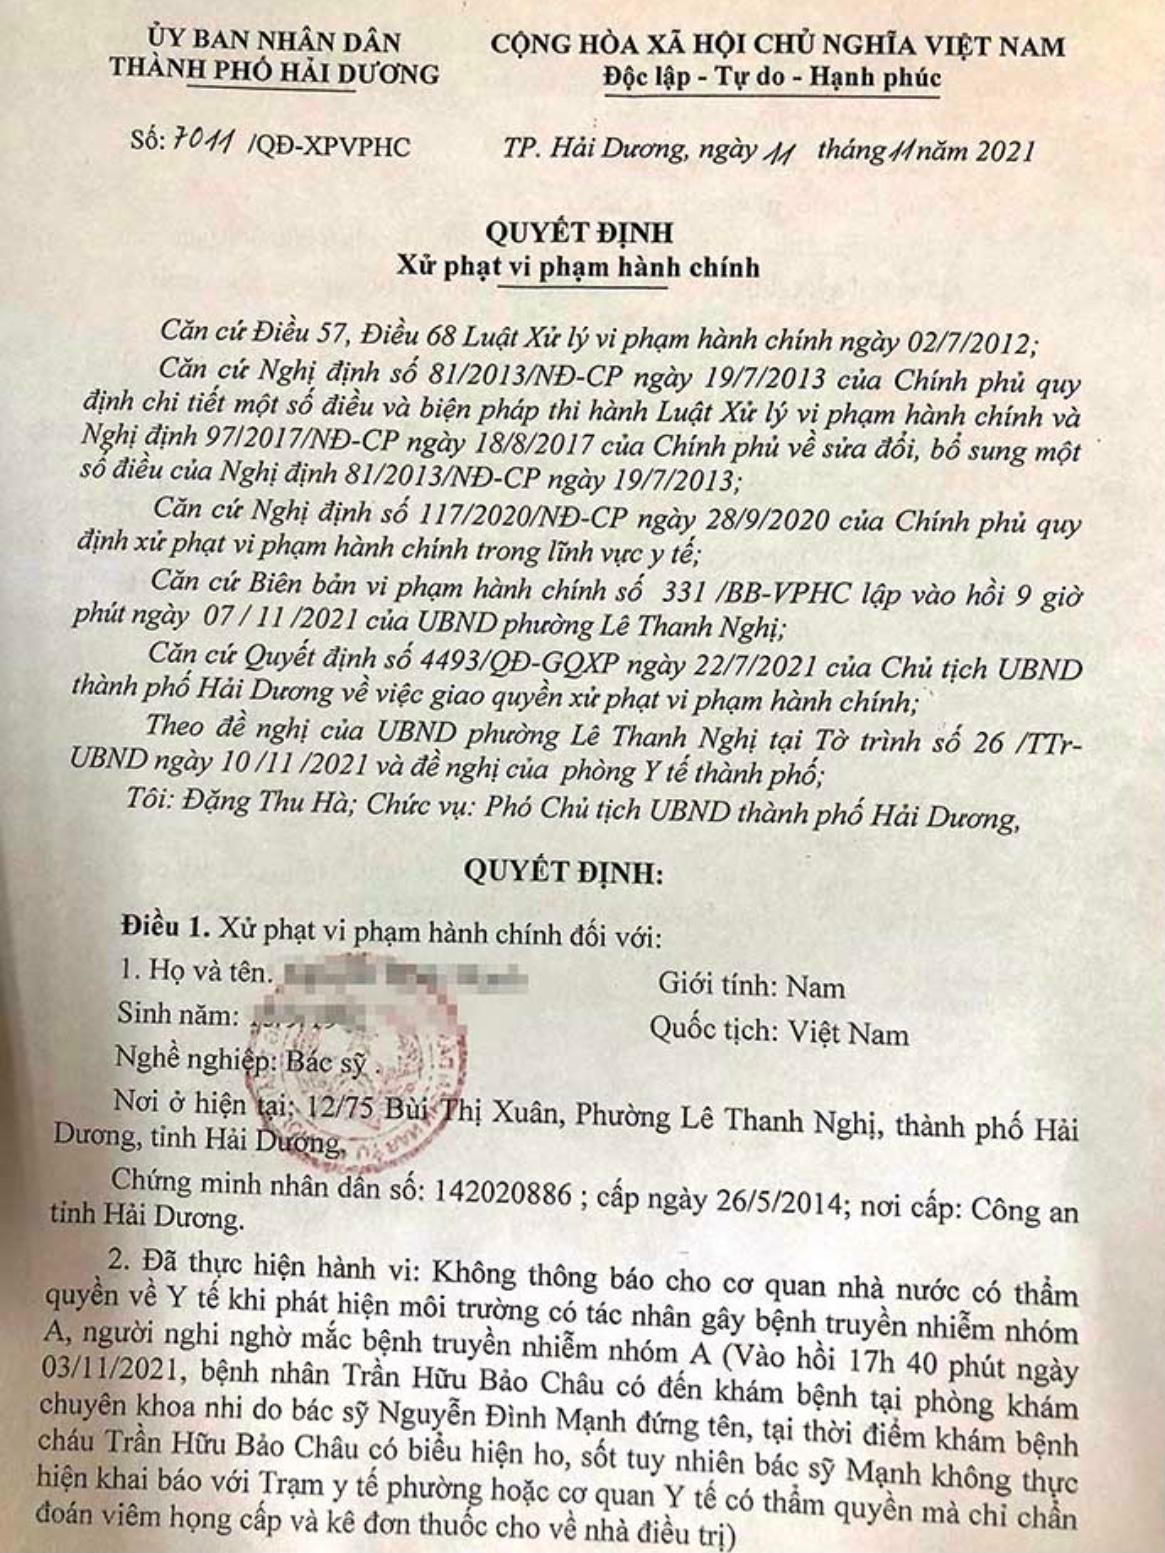 ỦY BAN NHÂN DÂN
THÀNH PHỐ HẢI DƯƠNG
CỘNG HÒA XÃ HỘI CHỦ NGHĨA VIỆT NAM
Độc lập - Tự do - Hạnh phúc
Số: 7011 /QĐ-XPVPHC
TP. Hải Dương, ngày 11 tháng 11 năm 2021
QUYẾT ĐỊNH
Xử phạt vi phạm hành chính
Căn cứ Điều 57, Điều 68 Luật Xử lý vi phạm hành chính ngày 02/7/2012;
Căn cứ Nghị định số 81/2013/NĐ-CP ngày 19/7/2013 của Chính phủ quy
định chi tiết một số điều và biện pháp thi hành Luật Xử lý vi phạm hành chính và
Nghị định 97/2017/NĐ-CP ngày 18/8/2017 của Chính phủ về sửa đổi, bổ sung một
số điều của Nghị định 81/2013/NĐ-CP ngày 19/7/2013;
Căn cứ Nghị định số 117/2020/NĐ-CP ngày 28/9/2020 của Chính phủ quy
định xử phạt vi phạm hành chính trong lĩnh vực y tế;
Căn cứ Biên bản vi phạm hành chính số 331 /BB-VPHC lập vào hồi 9 giờ
phút ngày 07 / 11 /2021 của UBND phường Lê Thanh Nghị;
Căn cứ Quyết định số 4493/QĐ-GQXP ngày 22/7/2021 của Chủ tịch UBND
thành phố Hải Dương về việc giao quyền xử phạt vi phạm hành chính;
Theo đề nghị của UBND phường Lê Thanh Nghị tại Tờ trình số 26 /TTr-
UBND ngày 10 /11 /2021 và đề nghị của phòng Y tế thành phố;
Tôi: Đặng Thu Hà; Chức vụ: Phó Chủ tịch UBND thành phố Hải Dương,
QUYẾT ĐỊNH:
Điều 1. Xử phạt vi phạm hành chính đối với:
1. Họ và tên.
Giới tính: Nam
Sinh năm:
Quốc tịch: Việt Nam
Nghề nghiệp: Bác sỹ .
Nơi ở hiện tại: 12/75 Bùi Thị Xuân, Phường Lê Thanh Nghị, thành phố Hải
Dương, tỉnh Hải Dương.
Chứng minh nhân dân số: 142020886 ; cấp ngày 26/5/2014; nơi cấp: Công an
tỉnh Hải Dương.
2. Đã thực hiện hành vi: Không thông báo cho cơ quan nhà nước có thẩm
quyền về Y tế khi phát hiện môi trường có tác nhân gây bệnh truyền nhiễm nhóm
A, người nghi nghờ mắc bệnh truyền nhiễm nhóm A (Vào hồi 17h 40 phút ngày
03/11/2021, bệnh nhân Trần Hữu Bảo Châu có đến khám bệnh tại phòng khám
chuyên khoa nhi do bác sỹ Nguyễn Đình Mạnh đứng tên, tại thời điểm khám bệnh
cháu Trần Hữu Bảo Châu có biểu hiện ho, sốt tuy nhiên bác sỹ Mạnh không thực
hiện khai báo với Trạm y tế phường hoặc cơ quan Y tế có thẩm quyền mà chỉ chẩn
đoán viêm họng cấp và kê đơn thuốc cho về nhà điều trị)